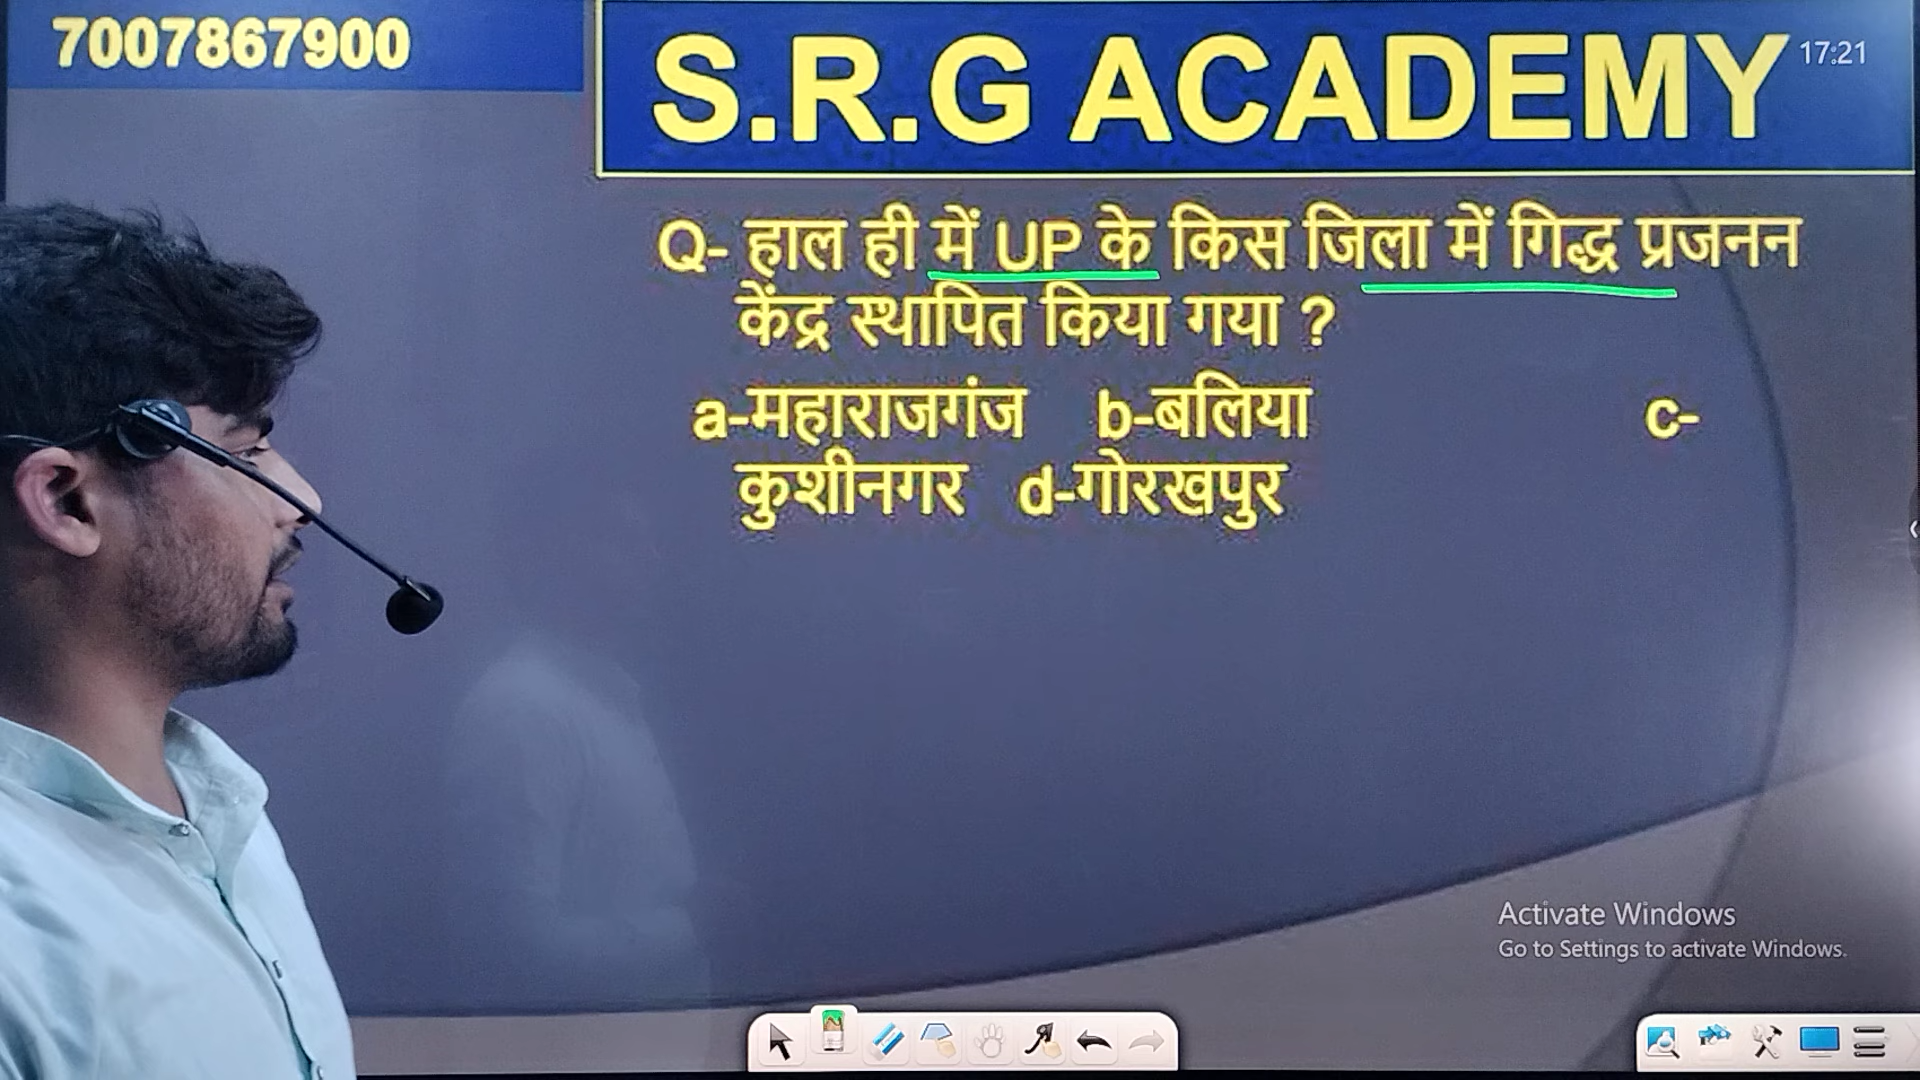 7007867900
S.R.G ACADEMY
17:21
Q- हाल ही में UP के किस जिला में गिद्ध प्रजनन
केंद्र स्थापित किया गया ?
a-महाराजगंज b-बलिया c-
कुशीनगर d-गोरखपुर
Activate Windows
Go to Settings to activate Windows.